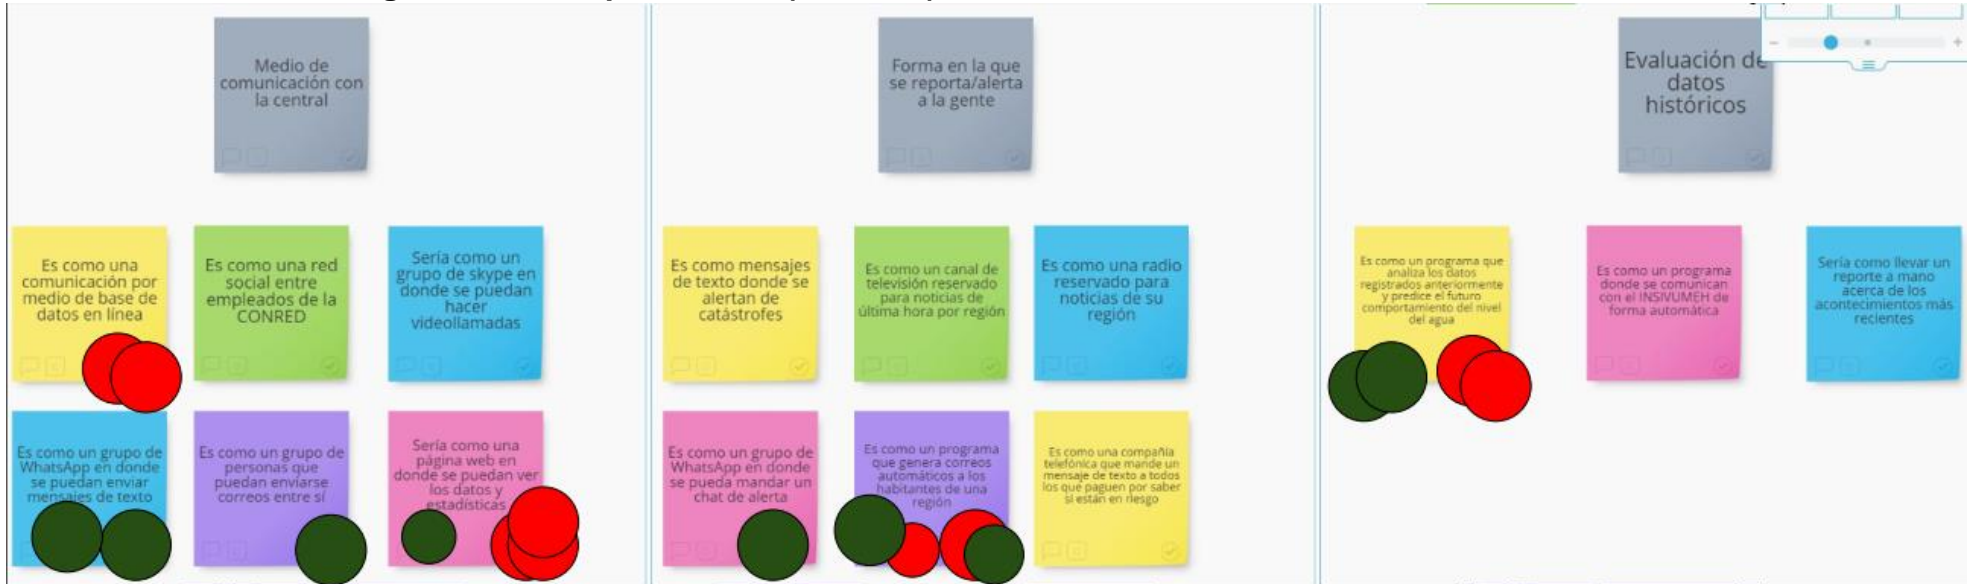 Medio de
comunicación con
la central
Es como una
comunicación por
medio de base de
datos en línea
Es como una red
social entre
empleados de la
CONRED
Sería como un
grupo de skype en
donde se puedan
hacer
videollamadas
Es como un grupo de
WhatsApp en donde
se puedan enviar
mensajes de texto
Es como un grupo de
personas que
puedan enviarse
correos entre sí
Sería como una
página web en
donde se puedan ver
los datos y
estadísticas
Forma en la que
se reporta/alerta
a la gente
Es como mensajes
de texto donde se
alertan de
catástrofes
Es como un canal de
televisión reservado
para noticias de
última hora por región
Es como una radio
reservado para
noticias de su
región
Es como un grupo de
WhatsApp en donde
se pueda mandar un
chat de alerta
Es como un programa
que genera correos
automáticos a los
habitantes de una
región
Es como una compañía
telefónica que mande un
mensaje de texto a todos
los que paguen por saber
si están en riesgo
Evaluación de
datos
históricos
Es como un programa que
analiza los datos
registrados anteriormente
y predice el futuro
comportamiento del nivel
del agua
Es como un programa
donde se comunican
con el INSIVUMEH de
forma automática
Sería como llevar un
reporte a mano
acerca de los
acontecimientos más
recientes